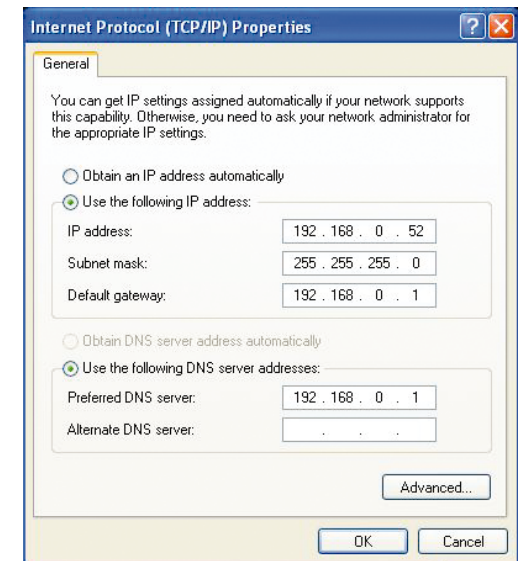 Internet Protocol (TCP/IP) Properties
General
You can get IP settings assigned automatically if your network supports
this capability. Otherwise, you need to ask your network administrator for
the appropriate IP settings.
Obtain an IP address automatically
Use the following IP address:
IP address: 192 . 168 . 0 . 52
Subnet mask: 255 . 255 . 255 . 0
Default gateway: 192 . 168 . 0 . 1
Obtain DNS server address automatically
Use the following DNS server addresses:
Preferred DNS server: 192 . 168 . 0 . 1
Alternate DNS server: . . .
Advanced...
OK Cancel